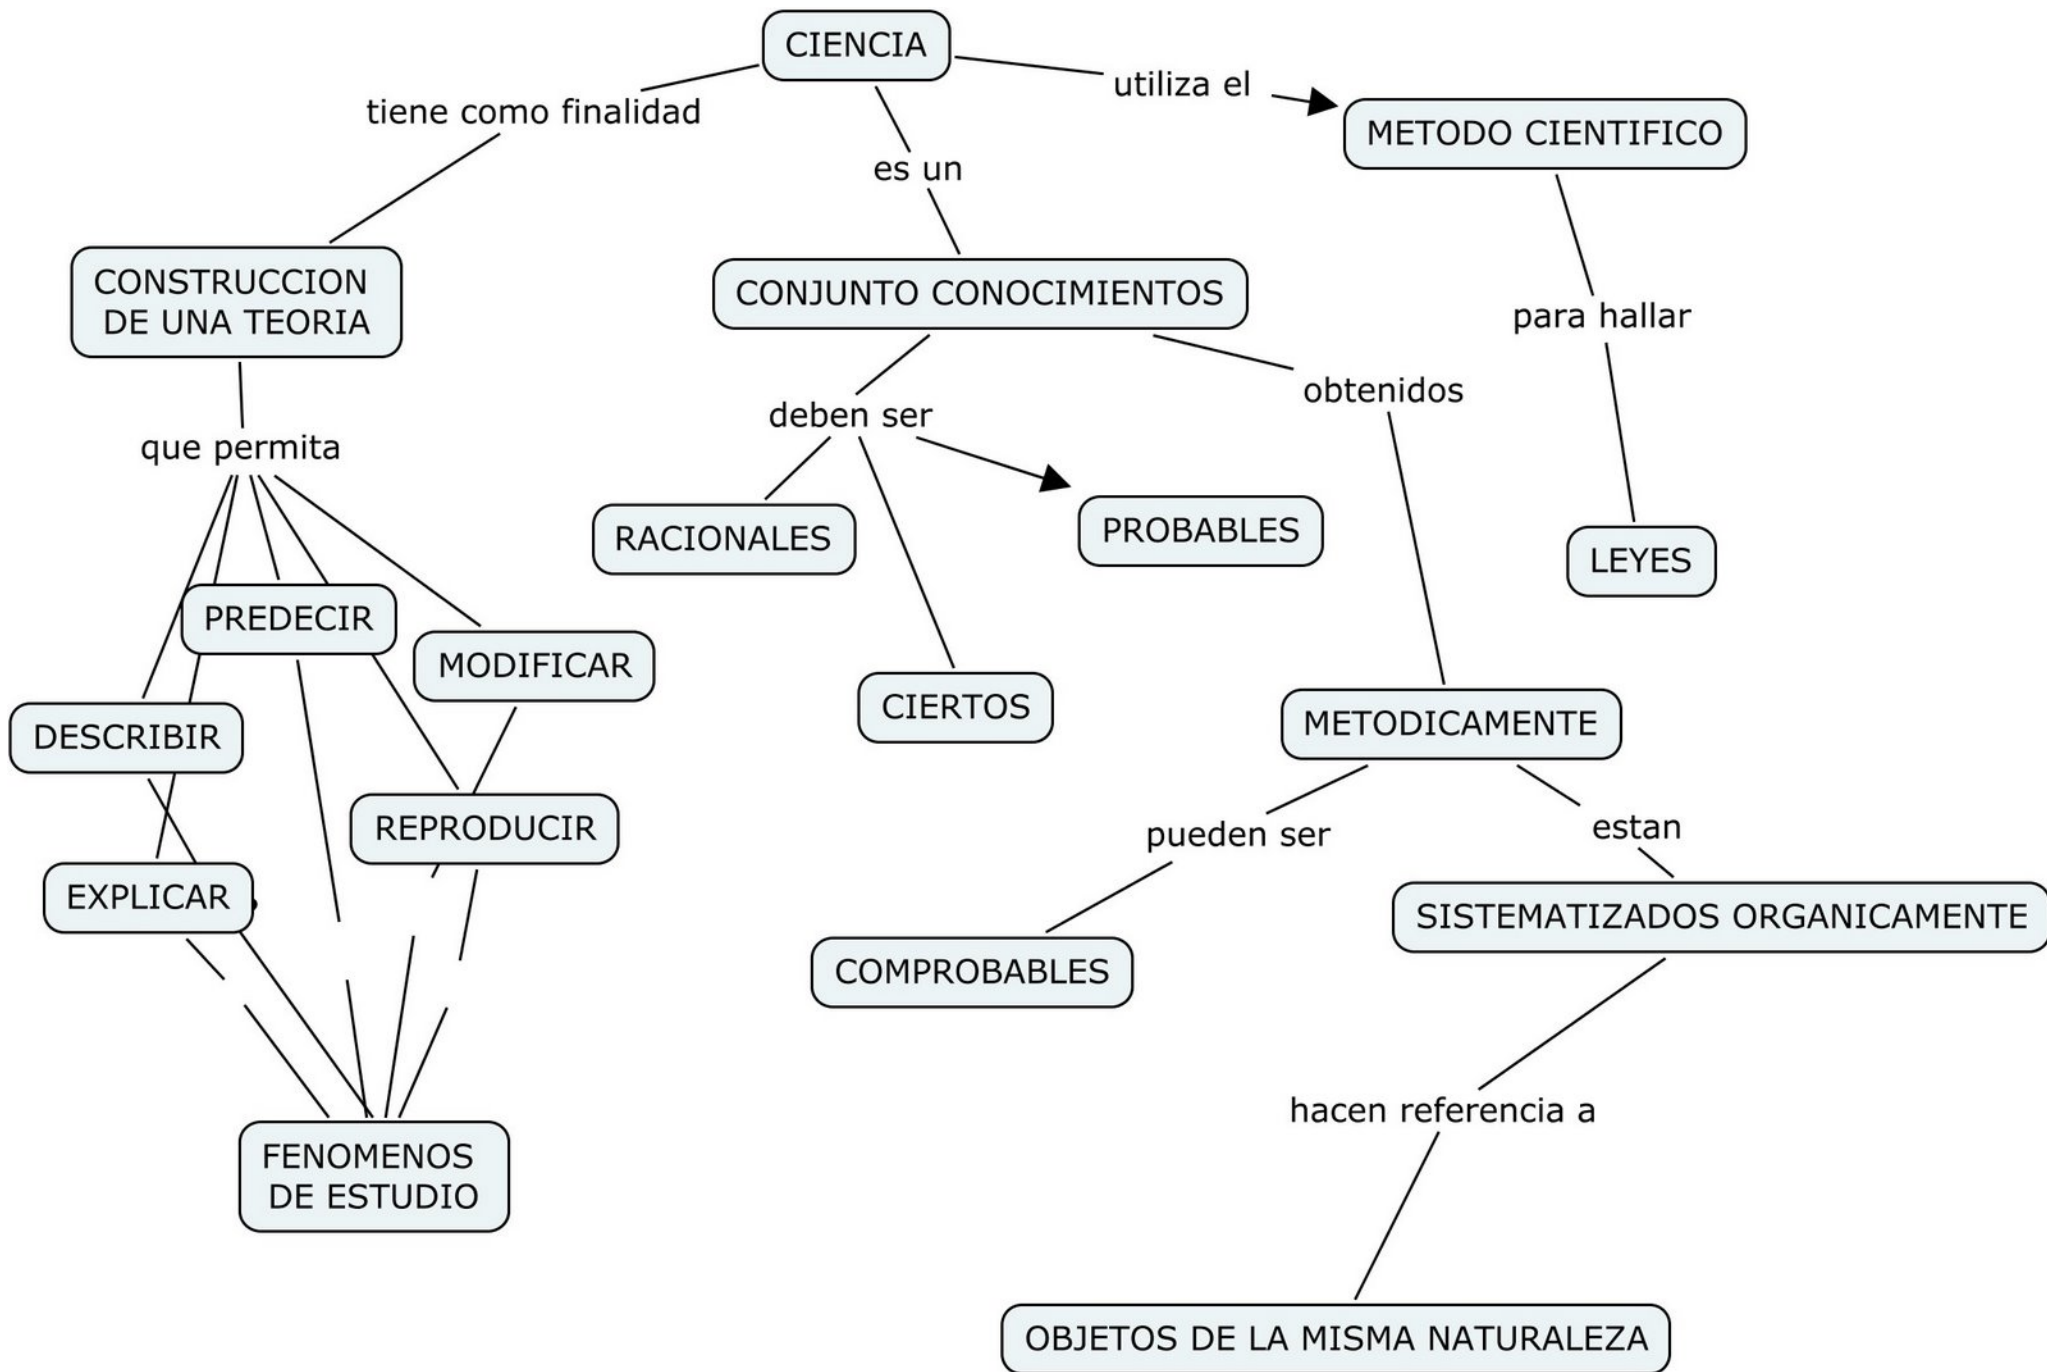 CIENCIA
utiliza el
tiene como finalidad
METODO CIENTIFICO
es un
CONSTRUCCION
DE UNA TEORIA
CONJUNTO CONOCIMIENTOS
para hallar
obtenidos
deben ser
que permita
RACIONALES
PROBABLES
LEYES
PREDECIR
MODIFICAR
CIERTOS
METODICAMENTE
DESCRIBIR
REPRODUCIR
pueden ser
estan
EXPLICAR
SISTEMATIZADOS ORGANICAMENTE
COMPROBABLES
hacen referencia a
FENOMENOS
DE ESTUDIO
OBJETOS DE LA MISMA NATURALEZA